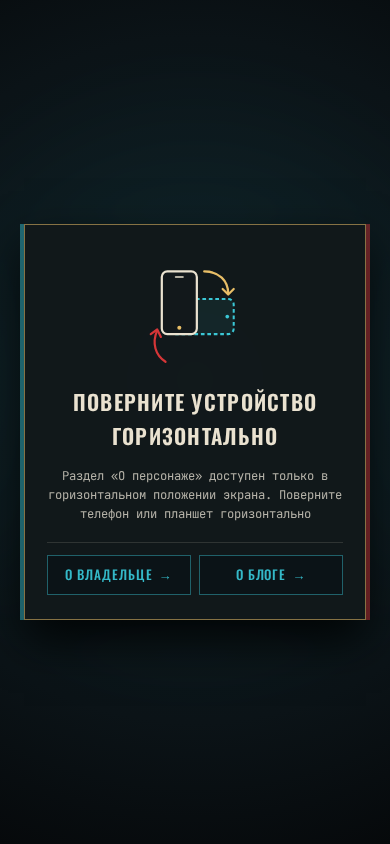 ПОВЕРНИТЕ УСТРОЙСТВО
ГОРИЗОНТАЛЬНО
Раздел «О персонаже» доступен только в
горизонтальном положении экрана. Поверните
телефон или планшет горизонтально
О ВЛАДЕЛЬЦЕ → О БЛОГЕ →